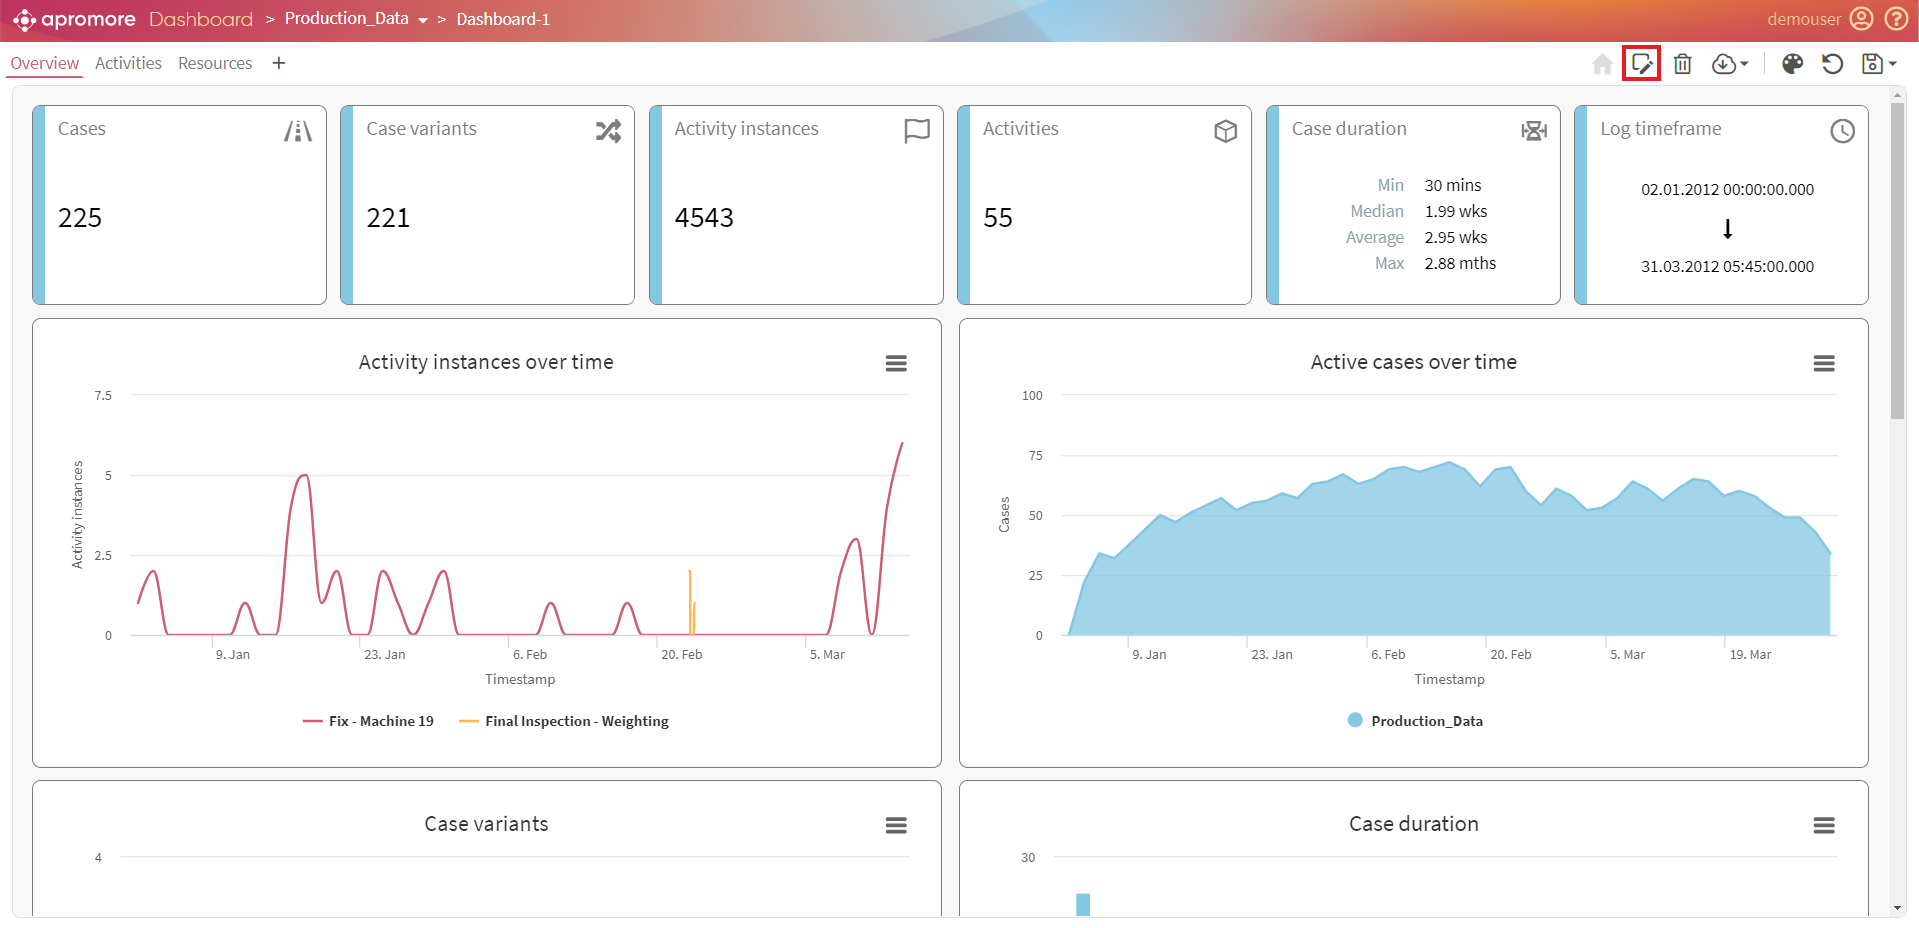 apromore Dashboard > Production_Data > Dashboard-1 demouser ?
Overview Activities Resources +
Cases
225
Case variants
221
Activity instances
4543
Activities
55
Case duration
Min 30 mins
Median 1.99 wks
Average 2.95 wks
Max 2.88 mths
Log timeframe
02.01.2012 00:00:00.000
31.03.2012 05:45:00.000
Activity instances over time
7.5
5
2.5
0
Activity instances
9. Jan 23. Jan 6. Feb 20. Feb 5. Mar
Timestamp
Fix - Machine 19 Final Inspection - Weighting
Active cases over time
100
75
50
25
0
Cases
9. Jan 23. Jan 6. Feb 20. Feb 5. Mar 19. Mar
Timestamp
Production_Data
Case variants
4
Case duration
30